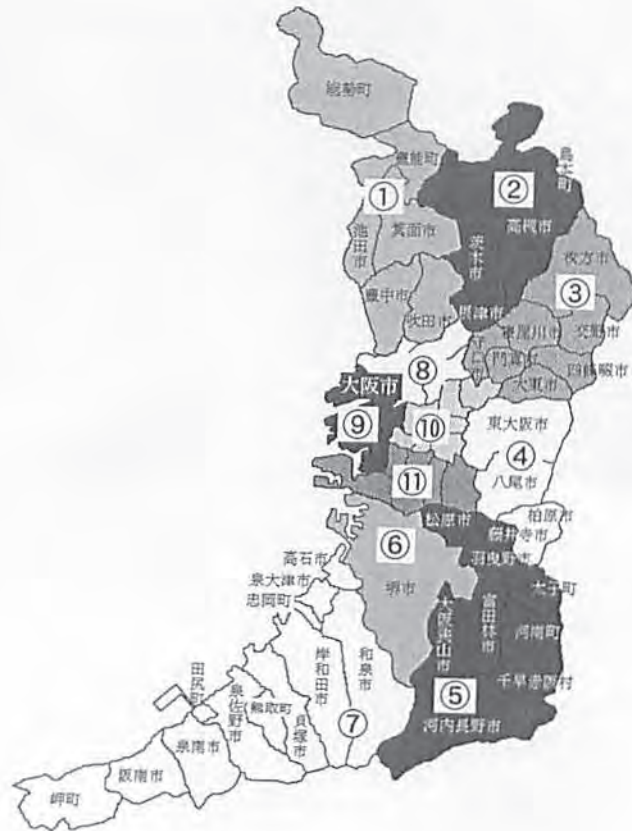 能勢町
豊能町
島本町
①
②
高槻市
池田市
箕面市
茨木市
枚方市
③
豊中市
吹田市
摂津市
寝屋川市
交野市
守口市
門真市
四條畷市
⑧
大東市
大阪市
⑨
⑩
東大阪市
④
八尾市
⑪
松原市
柏原市
藤井寺市
⑥
羽曳野市
高石市
泉大津市
堺市
太子町
忠岡町
大阪狭山市
富田林市
河南町
岸和田市
和泉市
田尻町
泉佐野市
熊取町
貝塚市
千早赤阪村
⑤
⑦
河内長野市
泉南市
阪南市
岬町